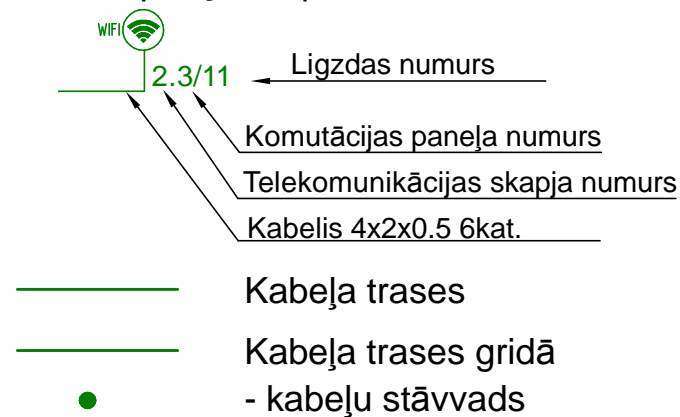 WIFI
2.3/11
Ligzdas numurs
Komutācijas paneļa numurs
Telekomunikācijas skapja numurs
Kabelis 4x2x0.5 6kat.
Kabeļa trases
Kabeļa trases gridā
- kabeļu stāvvads